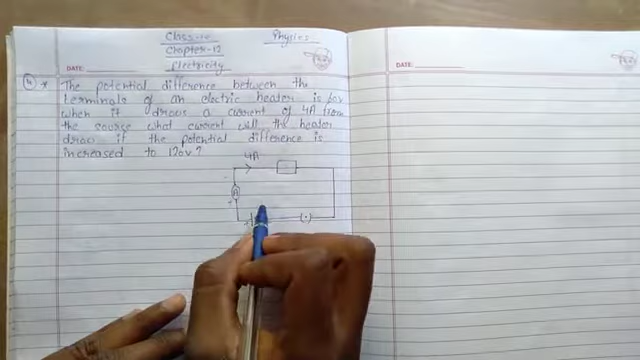 Class-10
Physics
Chapter-12
DATE:
Electricity
DATE:
4 * The potential difference between the
terminals of an electric heater is 60v
when it draws a current of 4A from
the source what current will the heater
draw if the potential difference is
increased to 120v?
4A
A
+
+